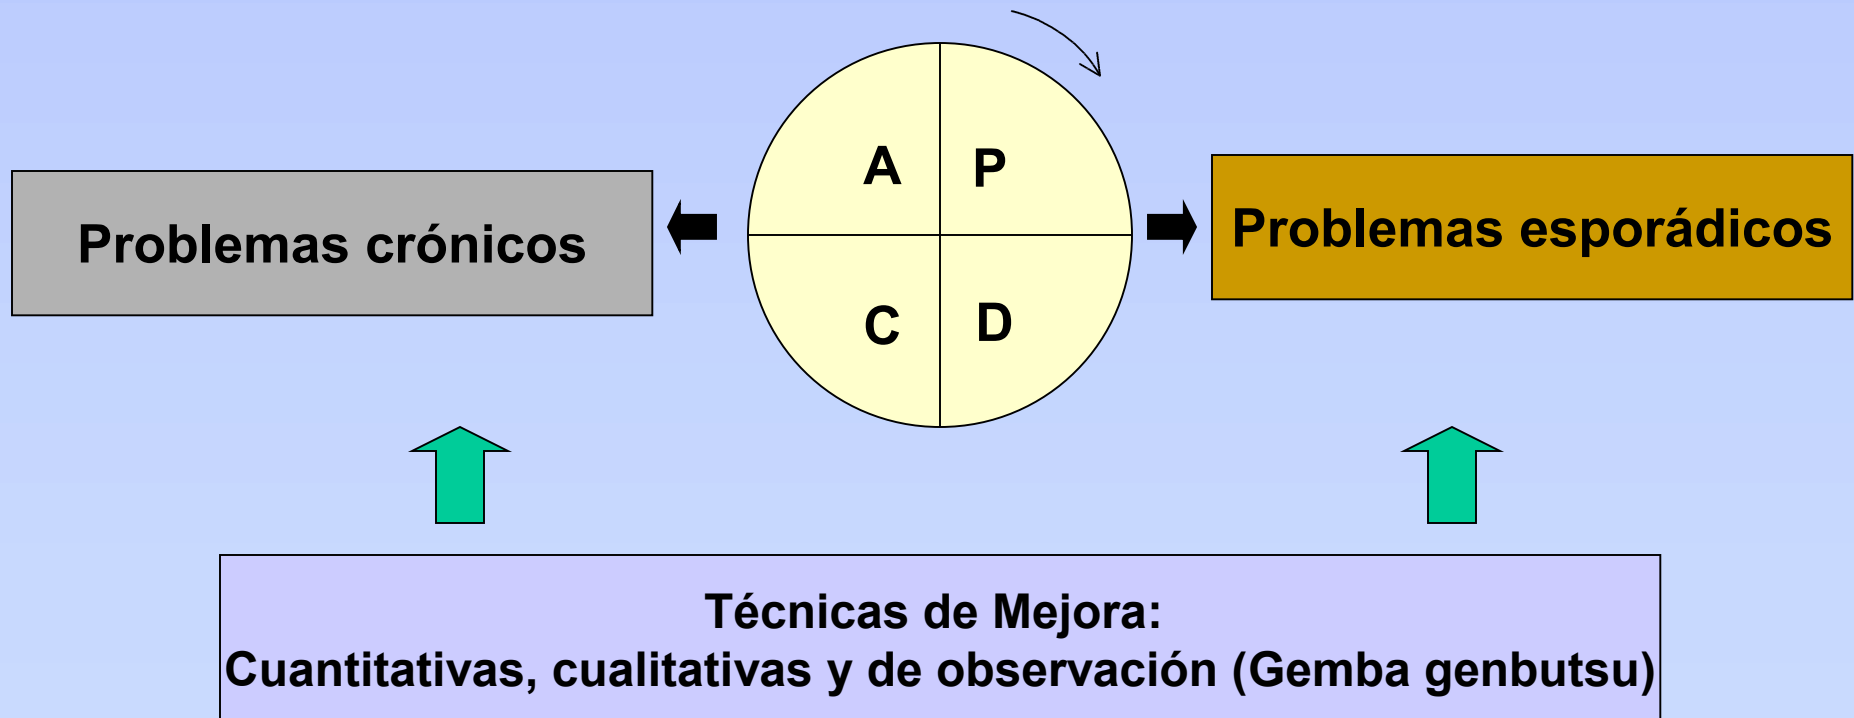 A P
Problemas crónicos
Problemas esporádicos
C D
Técnicas de Mejora:
Cuantitativas, cualitativas y de observación (Gemba genbutsu)